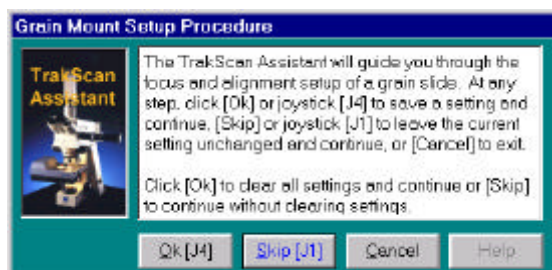 Grain Mount Setup Procedure
TrakScan
Assistant
The TrakScan Assistant will guide you through the
focus and alignment setup of a grain slide. At any
step, click [Ok] or joystick [J4] to save a setting and
continue, [Skip] or joystick [J1] to leave the current
setting unchanged and continue, or [Cancel] to exit.
Click [Ok] to clear all settings and continue or [Skip]
to continue without clearing settings.
Ok [J4]
Skip [J1]
Cancel
Help